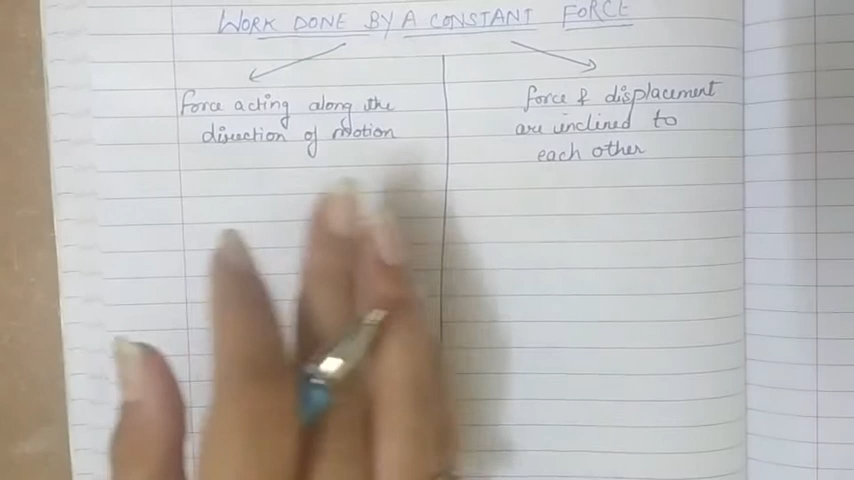 WORK DONE BY A CONSTANT FORCE
Force acting along the
direction of motion
force & displacement
are inclined to
each other